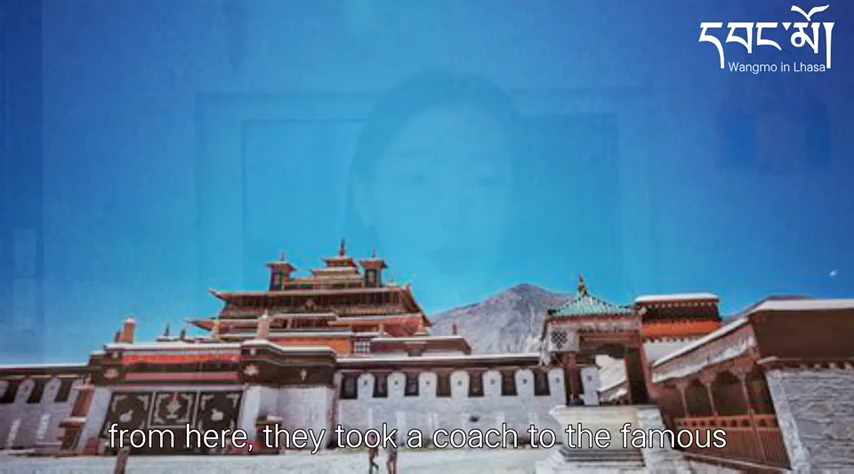 དབང་མོ།
Wangmo in Lhasa
from here, they took a coach to the famous